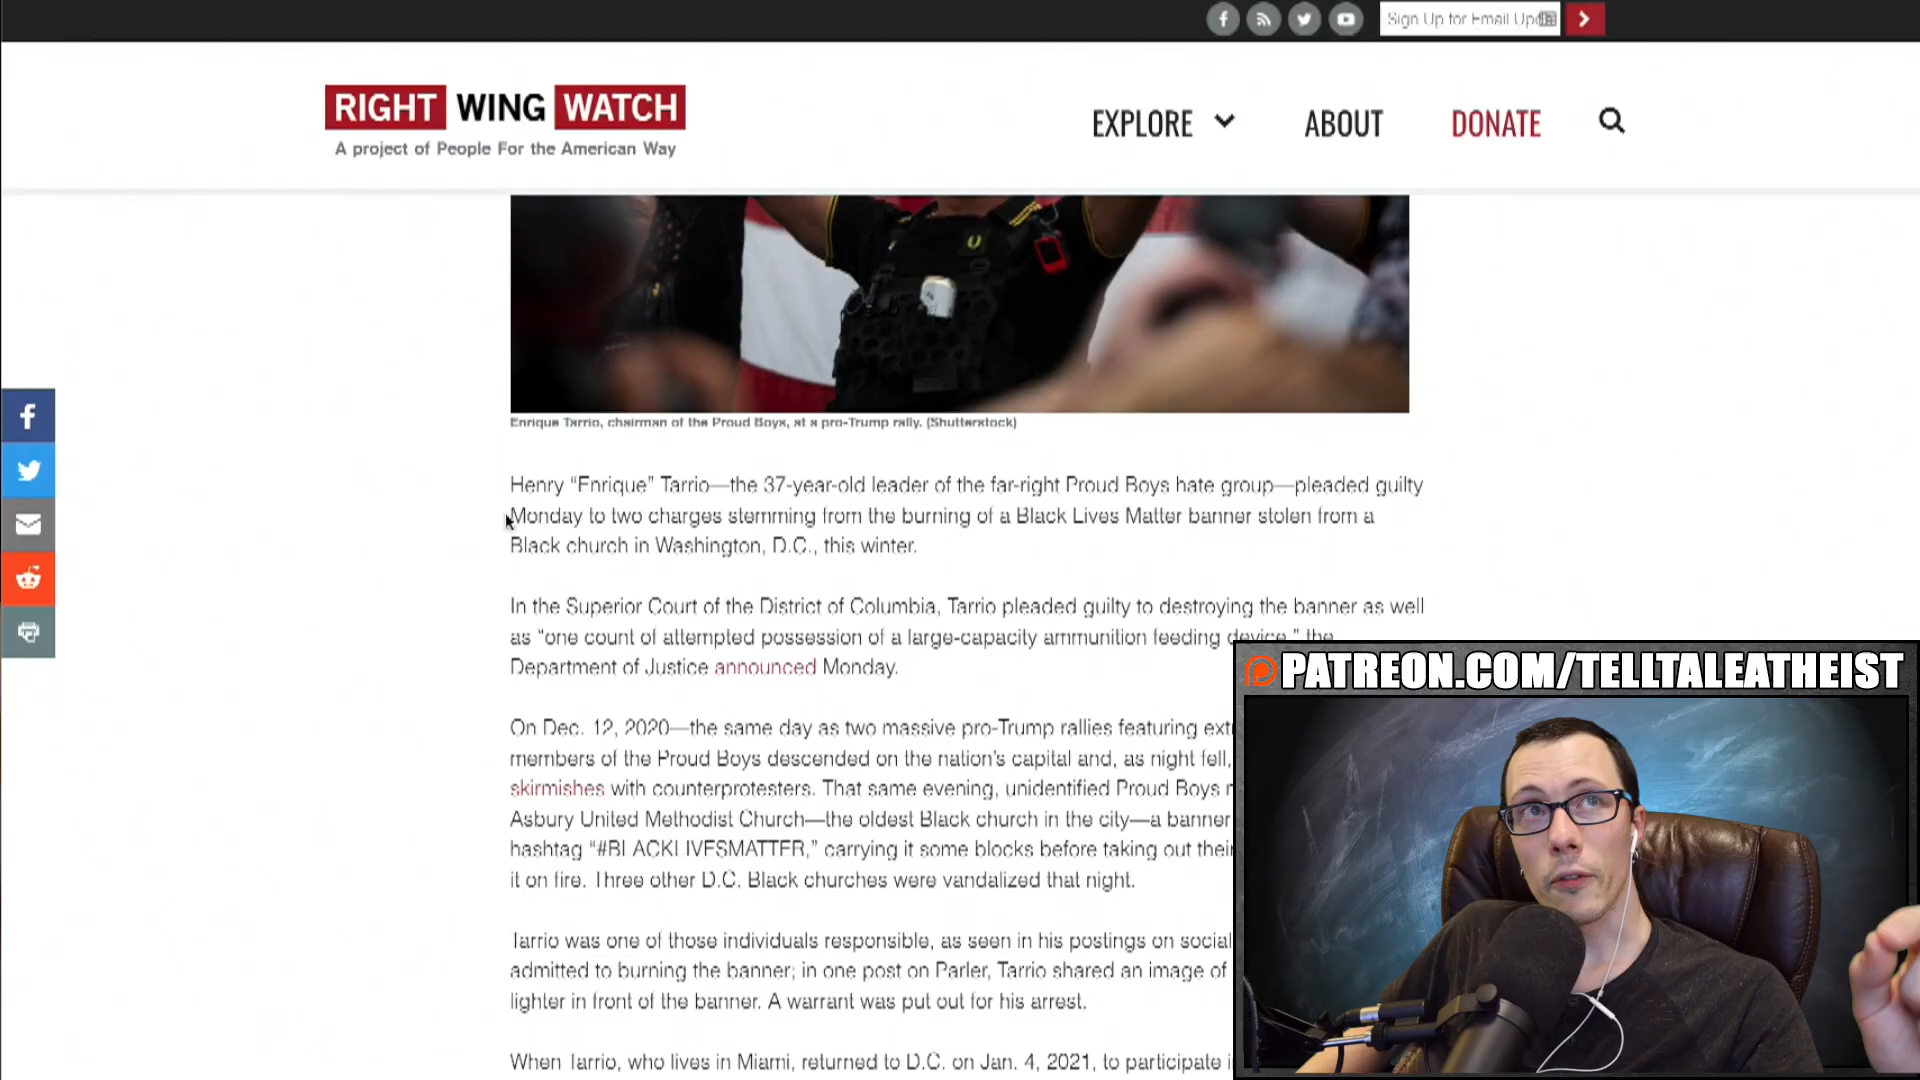 Sign Up for Email Upd
RIGHT WING WATCH
A project of People For the American Way
EXPLORE
ABOUT
DONATE
Enrique Tarrio, chairman of the Proud Boys, at a pro-Trump rally. (Shutterstock)
Henry “Enrique” Tarrio—the 37-year-old leader of the far-right Proud Boys hate group—pleaded guilty
Monday to two charges stemming from the burning of a Black Lives Matter banner stolen from a
Black church in Washington, D.C., this winter.
In the Superior Court of the District of Columbia, Tarrio pleaded guilty to destroying the banner as well
as “one count of attempted possession of a large-capacity ammunition feeding device,” the
Department of Justice announced Monday.
On Dec. 12, 2020—the same day as two massive pro-Trump rallies featuring
members of the Proud Boys descended on the nation’s capital and, as night fell,
skirmishes with counterprotesters. That same evening, unidentified Proud Boys
Asbury United Methodist Church—the oldest Black church in the city—a banner
hashtag “#BLACKLIVESMATTER,” carrying it some blocks before taking out their
it on fire. Three other D.C. Black churches were vandalized that night.
Tarrio was one of those individuals responsible, as seen in his postings on social
admitted to burning the banner; in one post on Parler, Tarrio shared an image of
lighter in front of the banner. A warrant was put out for his arrest.
When Tarrio, who lives in Miami, returned to D.C. on Jan. 4, 2021, to participate
PATREON.COM/TELLTALEATHEIST